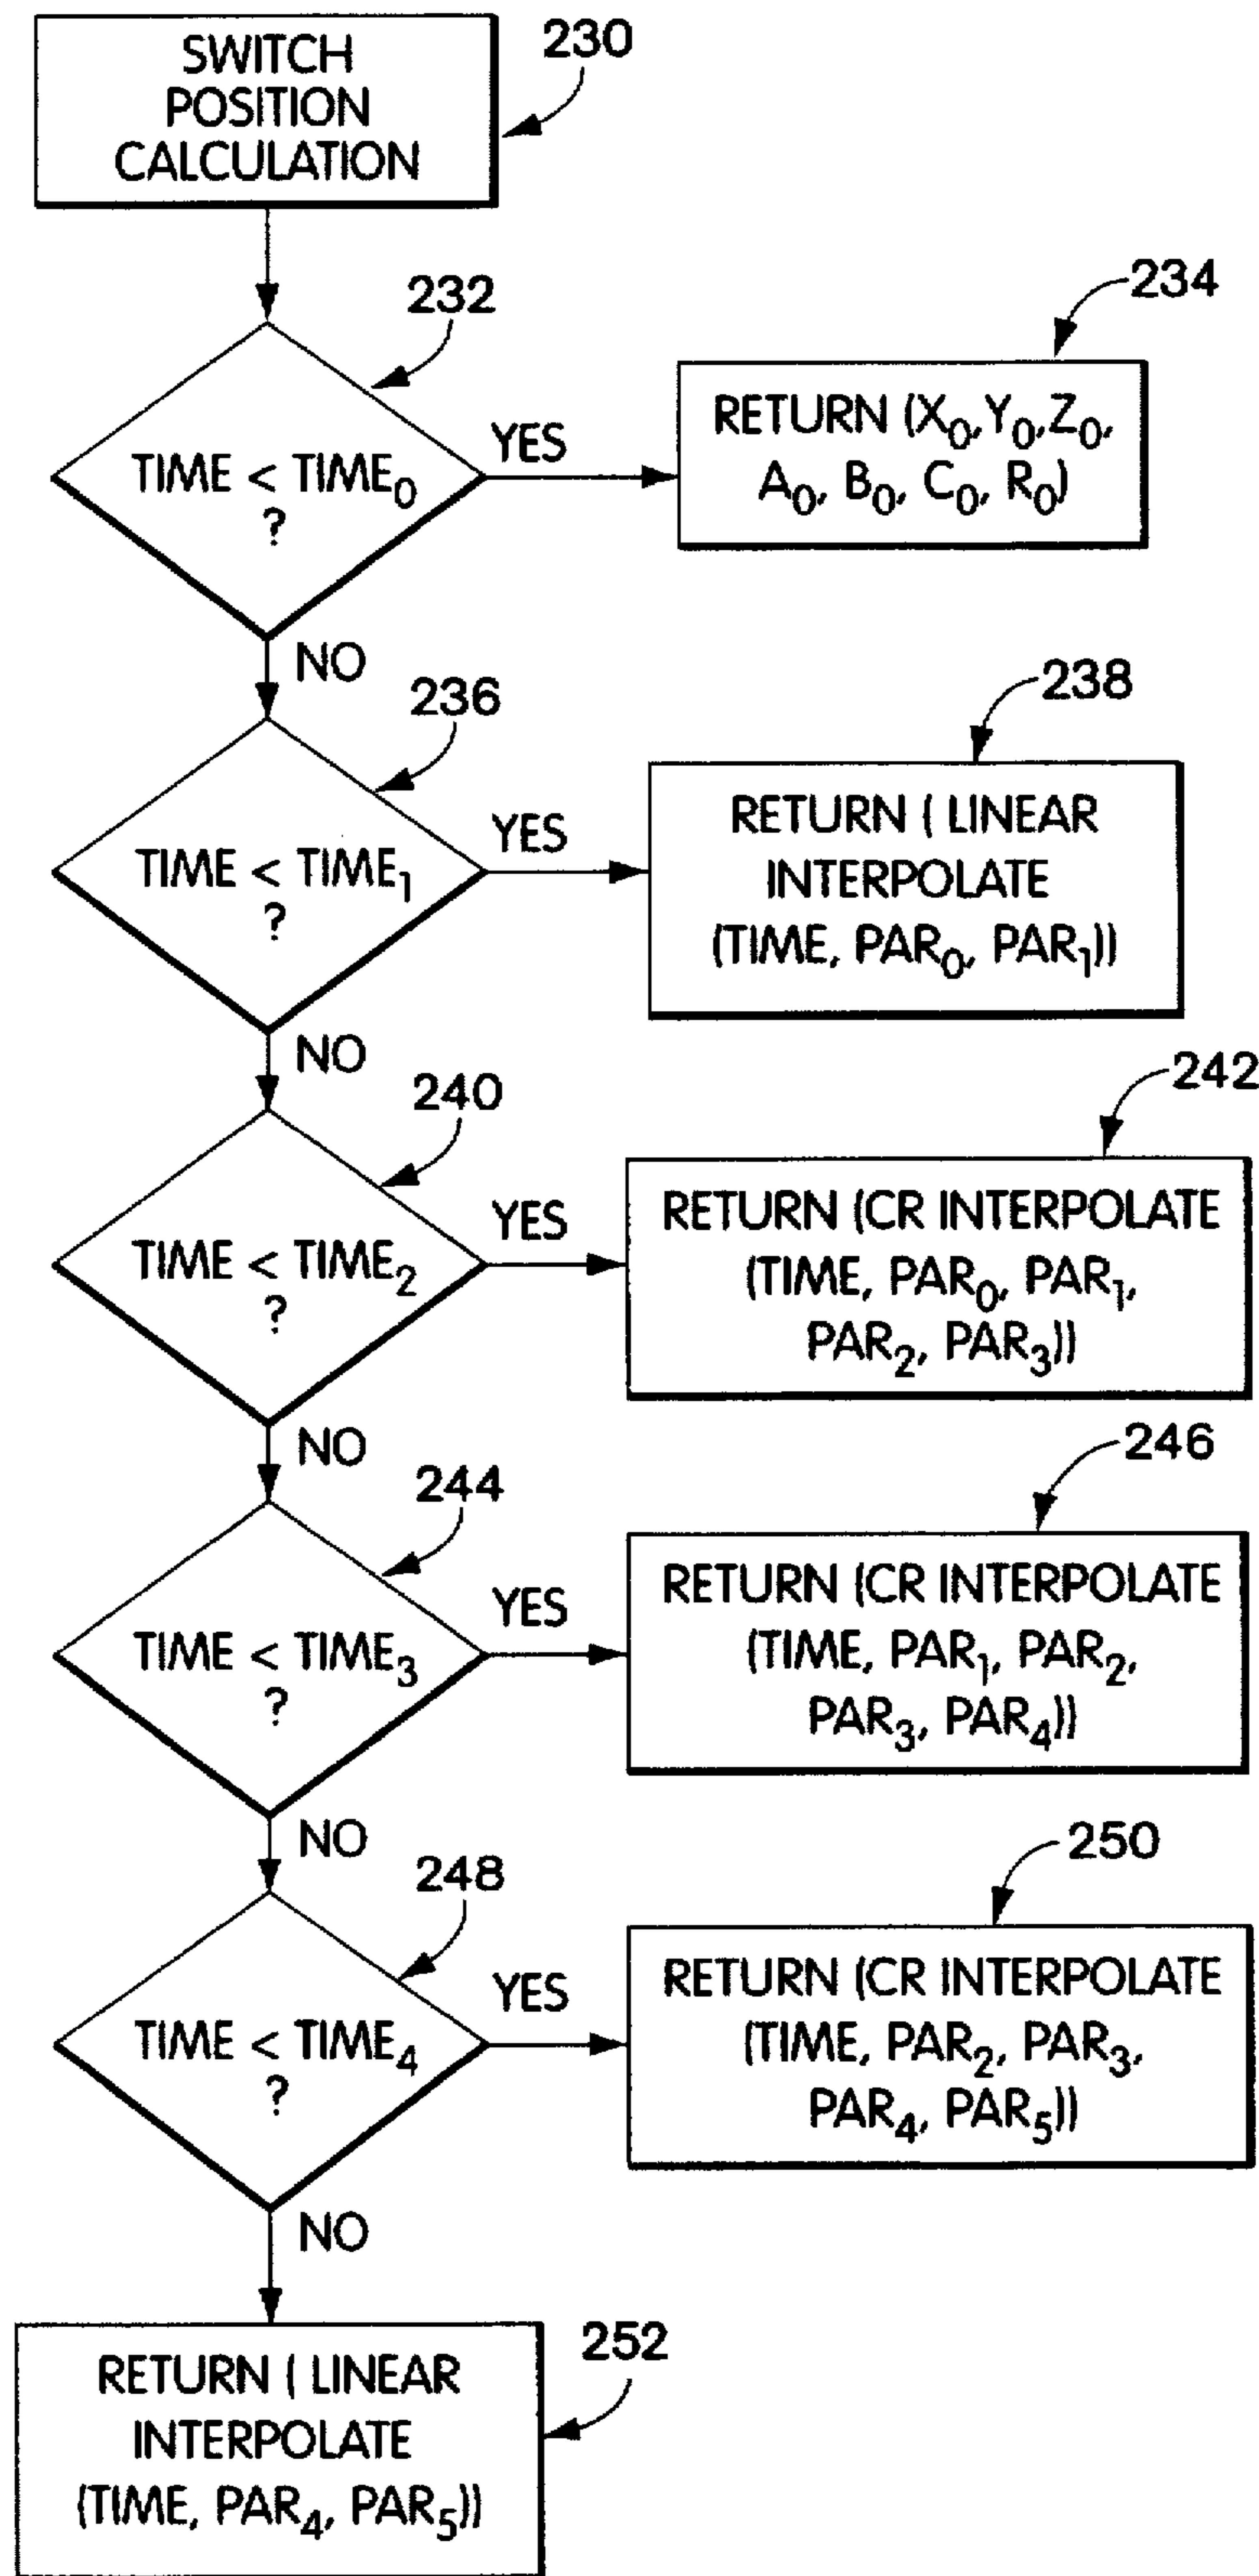 SWITCH
POSITION
CALCULATION
230
232
TIME < TIME₀
?
YES
NO
234
RETURN (X₀,Y₀,Z₀,
A₀, B₀, C₀, R₀)
236
TIME < TIME₁
?
YES
NO
238
RETURN ( LINEAR
INTERPOLATE
(TIME, PAR₀, PAR₁))
240
TIME < TIME₂
?
YES
NO
242
RETURN (CR INTERPOLATE
(TIME, PAR₀, PAR₁,
PAR₂, PAR₃))
244
TIME < TIME₃
?
YES
NO
246
RETURN (CR INTERPOLATE
(TIME, PAR₁, PAR₂,
PAR₃, PAR₄))
248
TIME < TIME₄
?
YES
NO
250
RETURN (CR INTERPOLATE
(TIME, PAR₂, PAR₃,
PAR₄, PAR₅))
252
RETURN ( LINEAR
INTERPOLATE
(TIME, PAR₄, PAR₅))